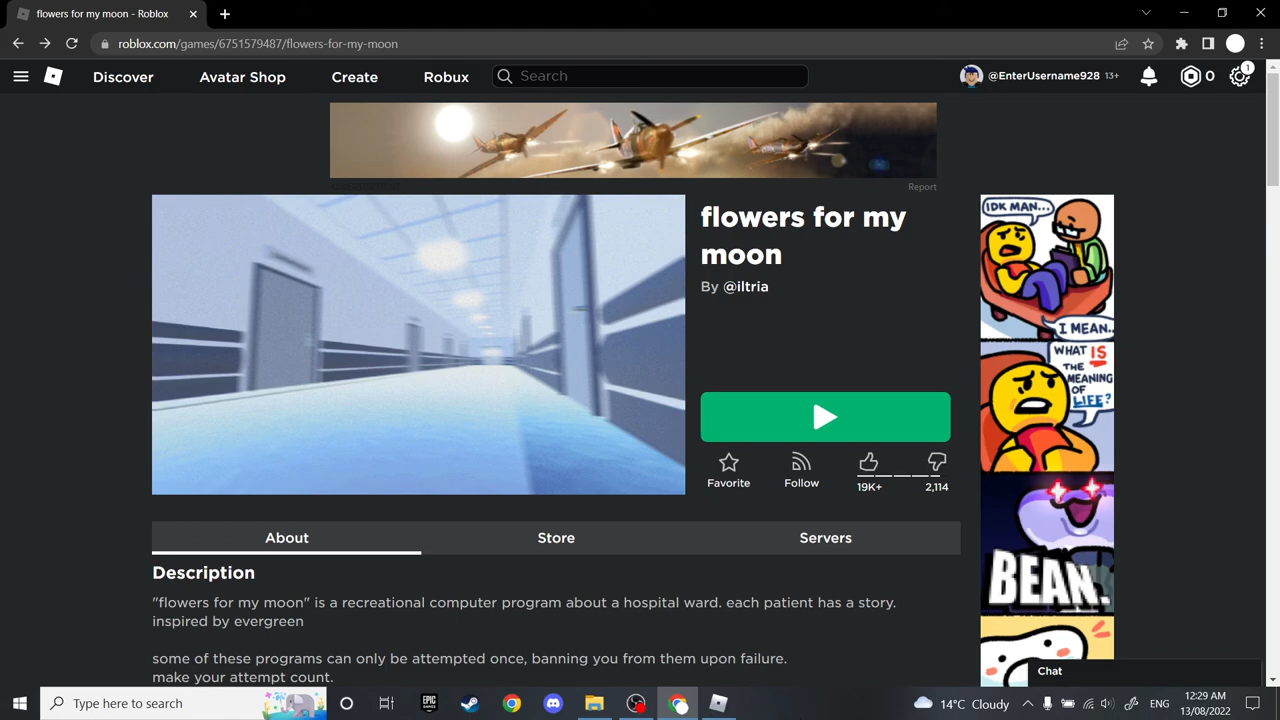 flowers for my moon - Roblox
roblox.com/games/6751579487/flowers-for-my-moon
Discover
Avatar Shop
Create
Robux
Search
@EnterUsername928 13+
0
1
ADVERTISEMENT
Report
flowers for my
moon
By @iltria
Favorite
Follow
19K+
2,114
IDK MAN...
I MEAN..
WHAT IS
THE
MEANING
OF
LIFE?
BEAN.
About
Store
Servers
Description
"flowers for my moon" is a recreational computer program about a hospital ward. each patient has a story.
inspired by evergreen
some of these programs can only be attempted once, banning you from them upon failure.
make your attempt count.
Chat
Type here to search
EPIC
GAMES
14°C Cloudy
ENG
12:29 AM
13/08/2022